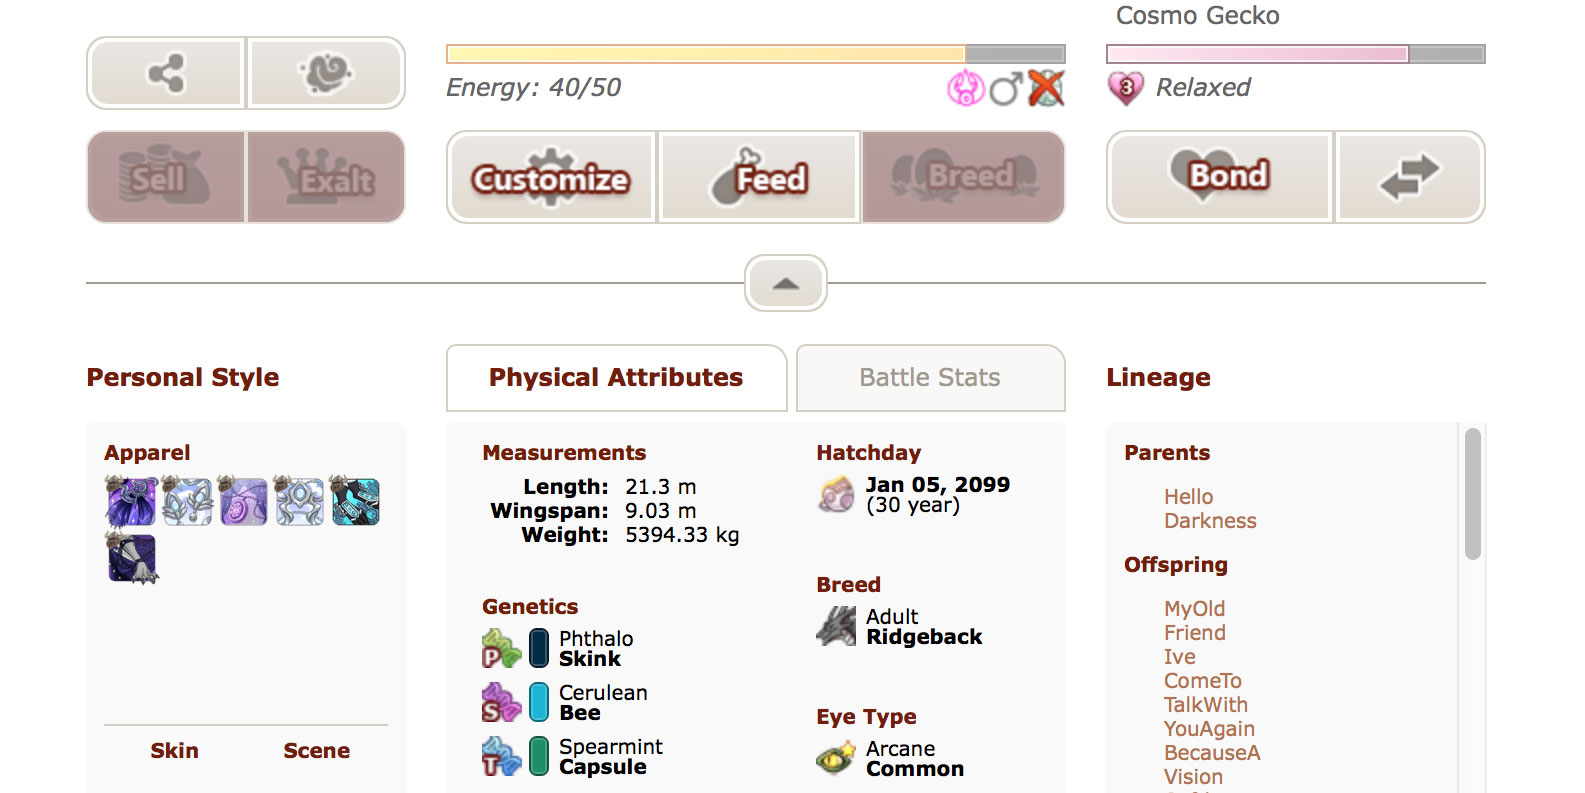 Cosmo Gecko
Energy: 40/50
3 Relaxed
Sell
Exalt
Customize
Feed
Breed
Bond
Personal Style
Physical Attributes
Battle Stats
Lineage
Apparel
Skin
Scene
Measurements
Length: 21.3 m
Wingspan: 9.03 m
Weight: 5394.33 kg
Genetics
P Phthalo
Skink
S Cerulean
Bee
T Spearmint
Capsule
Hatchday
Jan 05, 2099
(30 year)
Breed
Adult
Ridgeback
Eye Type
Arcane
Common
Parents
Hello
Darkness
Offspring
MyOld
Friend
Ive
ComeTo
TalkWith
YouAgain
BecauseA
Vision